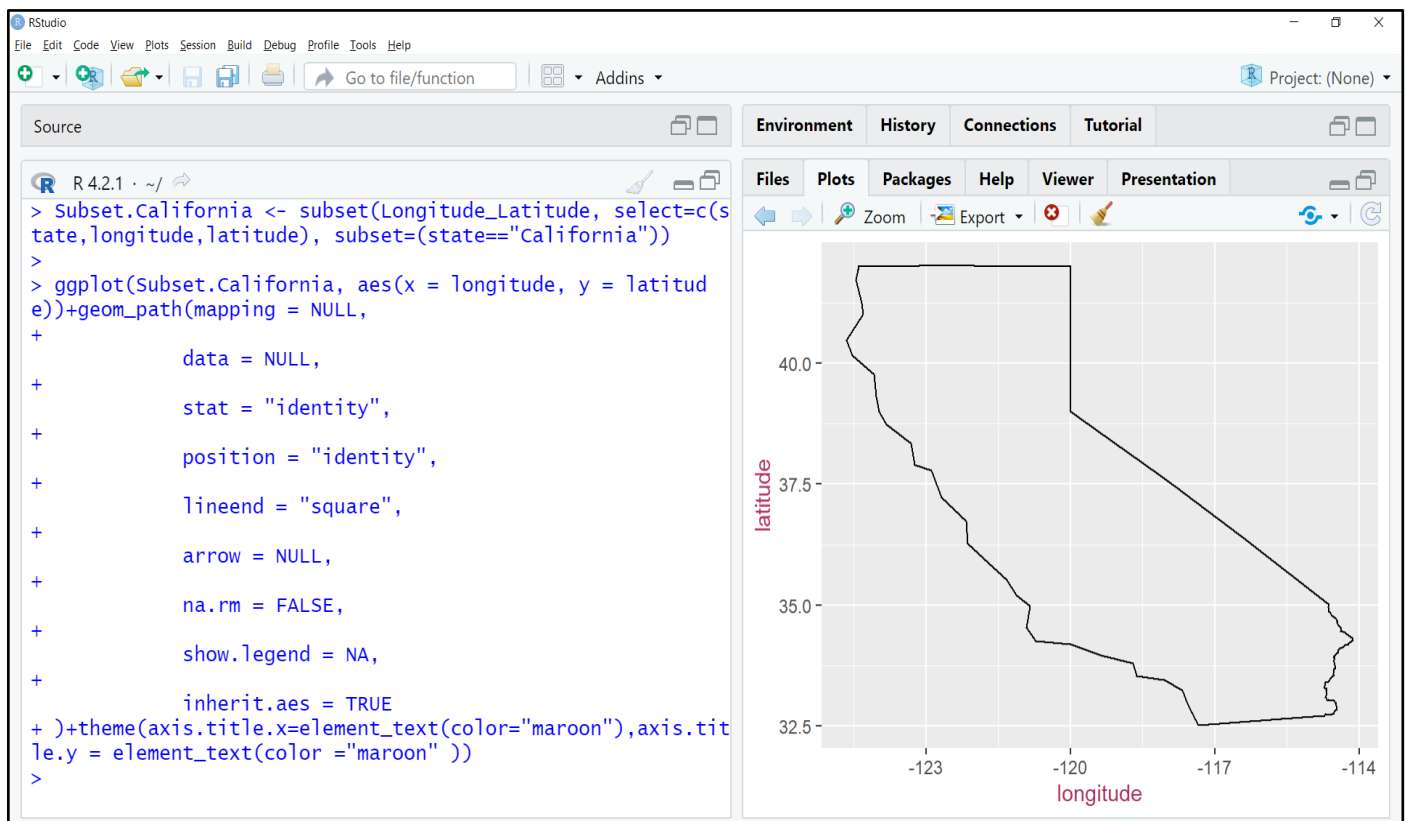 RStudio
File Edit Code View Plots Session Build Debug Profile Tools Help
Go to file/function Addins Project: (None)
Source
R 4.2.1 · ~/
> Subset.California <- subset(Longitude_Latitude, select=c(s
tate,longitude,latitude), subset=(state=="California"))
>
> ggplot(Subset.California, aes(x = longitude, y = latitud
e))+geom_path(mapping = NULL,
+
data = NULL,
+
stat = "identity",
+
position = "identity",
+
lineend = "square",
+
arrow = NULL,
+
na.rm = FALSE,
+
show.legend = NA,
+
inherit.aes = TRUE
+ )+theme(axis.title.x=element_text(color="maroon"),axis.tit
le.y = element_text(color ="maroon" ))
>
Environment History Connections Tutorial
Files Plots Packages Help Viewer Presentation
Zoom Export
latitude
40.0
37.5
35.0
32.5
-123 -120 -117 -114
longitude